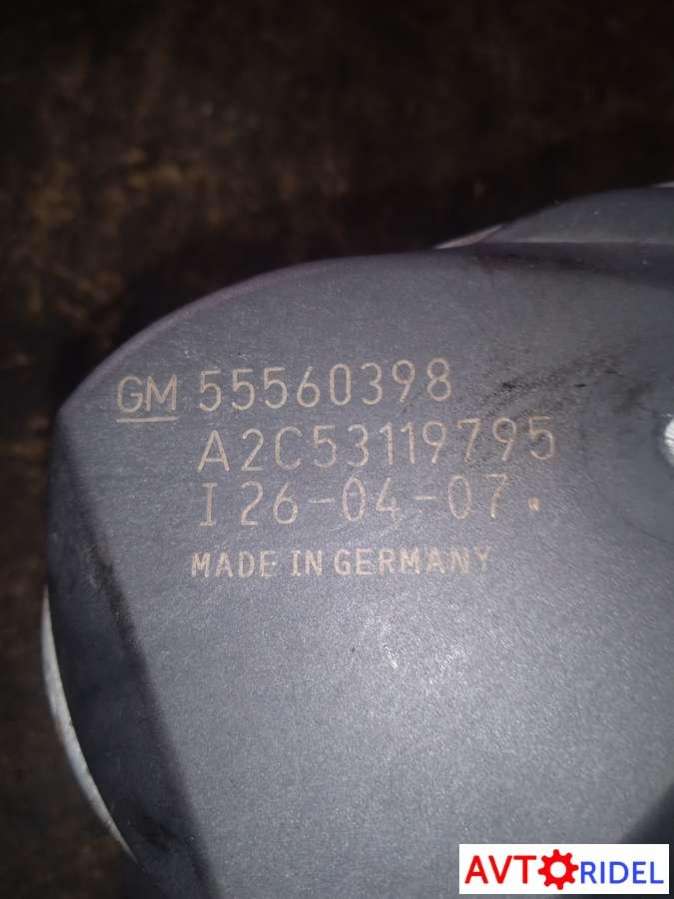 GM 55560398
A2C53119795
I 26-04-07.
MADE IN GERMANY
AVTORIDEL